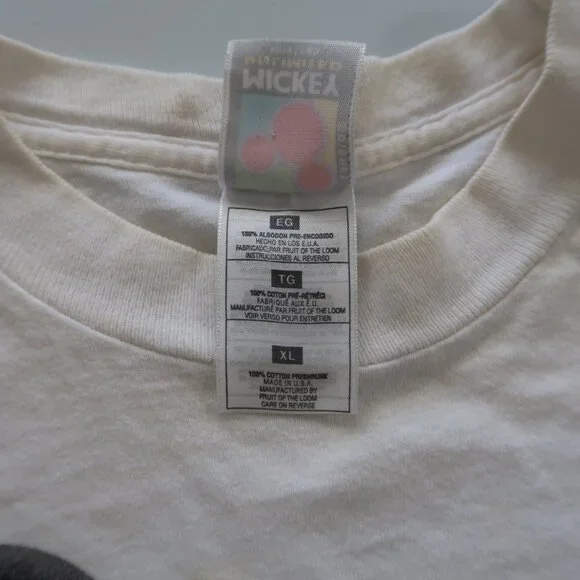 MICKEY
EG
100% ALGODON PRE-ENCOGIDO
HECHO EN LOS E.U.A.
FABRICADO POR FRUIT OF THE LOOM
INSTRUCCIONES AL REVERSO
TG
100% COTON PRÉ-RÉTRÉCI
FABRIQUÉ AUX É.U.
MANUFACTURÉ PAR FRUIT OF THE LOOM
VOIR VERSO POUR ENTRETIEN
XL
100% COTTON PRESHRUNK
MADE IN U.S.A.
MANUFACTURED BY
FRUIT OF THE LOOM
CARE ON REVERSE